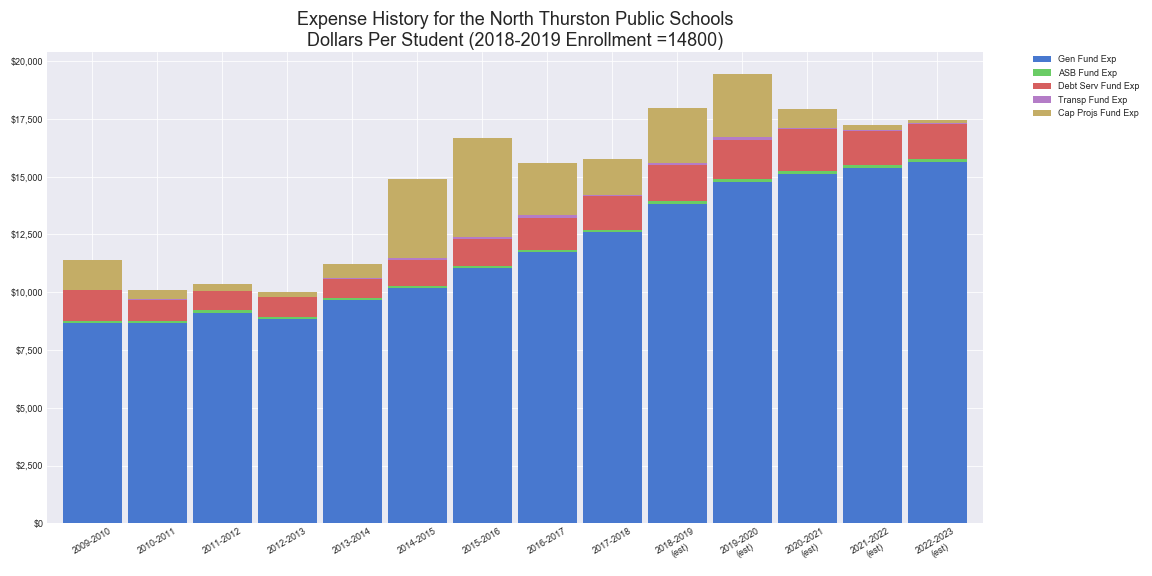 Expense History for the North Thurston Public Schools
Dollars Per Student (2018-2019 Enrollment =14800)
$20,000
$17,500
$15,000
$12,500
$10,000
$7,500
$5,000
$2,500
$0
2009-2010
2010-2011
2011-2012
2012-2013
2013-2014
2014-2015
2015-2016
2016-2017
2017-2018
2018-2019
(est)
2019-2020
(est)
2020-2021
(est)
2021-2022
(est)
2022-2023
(est)
Gen Fund Exp
ASB Fund Exp
Debt Serv Fund Exp
Transp Fund Exp
Cap Projs Fund Exp